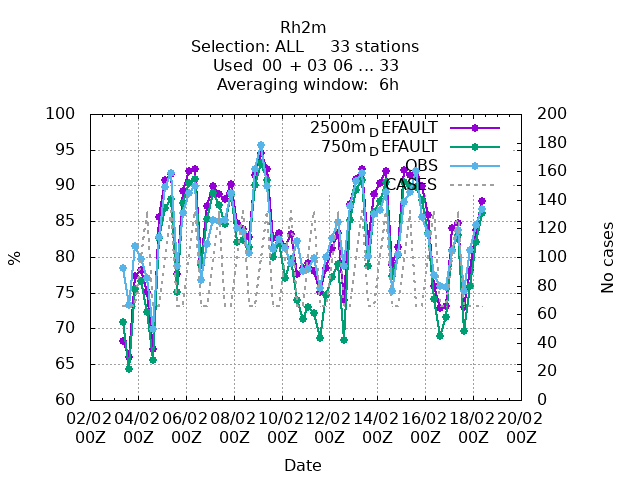 Rh2m
Selection: ALL 33 stations
Used 00 + 03 06 ... 33
Averaging window: 6h
100
95
90
85
80
75
70
65
60
%
200
180
160
140
120
100
80
60
40
20
0
No cases
2500m_DEFAULT
750m_DEFAULT
OBS
CASES
02/02 04/02 06/02 08/02 10/02 12/02 14/02 16/02 18/02 20/02
00Z 00Z 00Z 00Z 00Z 00Z 00Z 00Z 00Z 00Z
Date